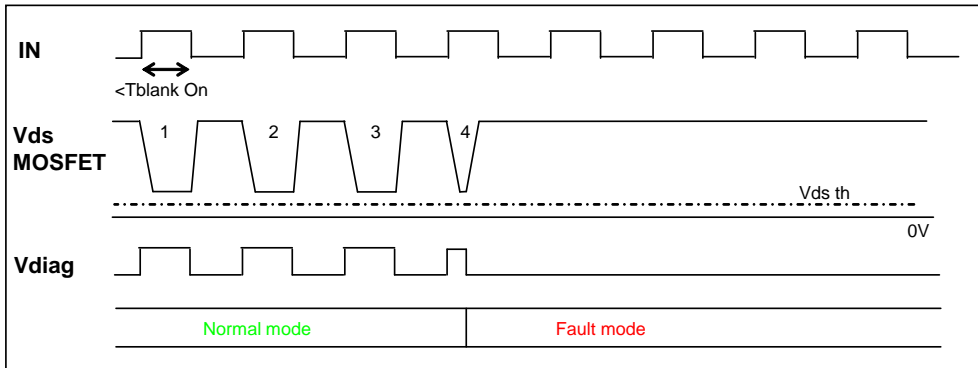 IN
<Tblank On
Vds
MOSFET
1
2
3
4
Vds th
0V
Vdiag
Normal mode
Fault mode